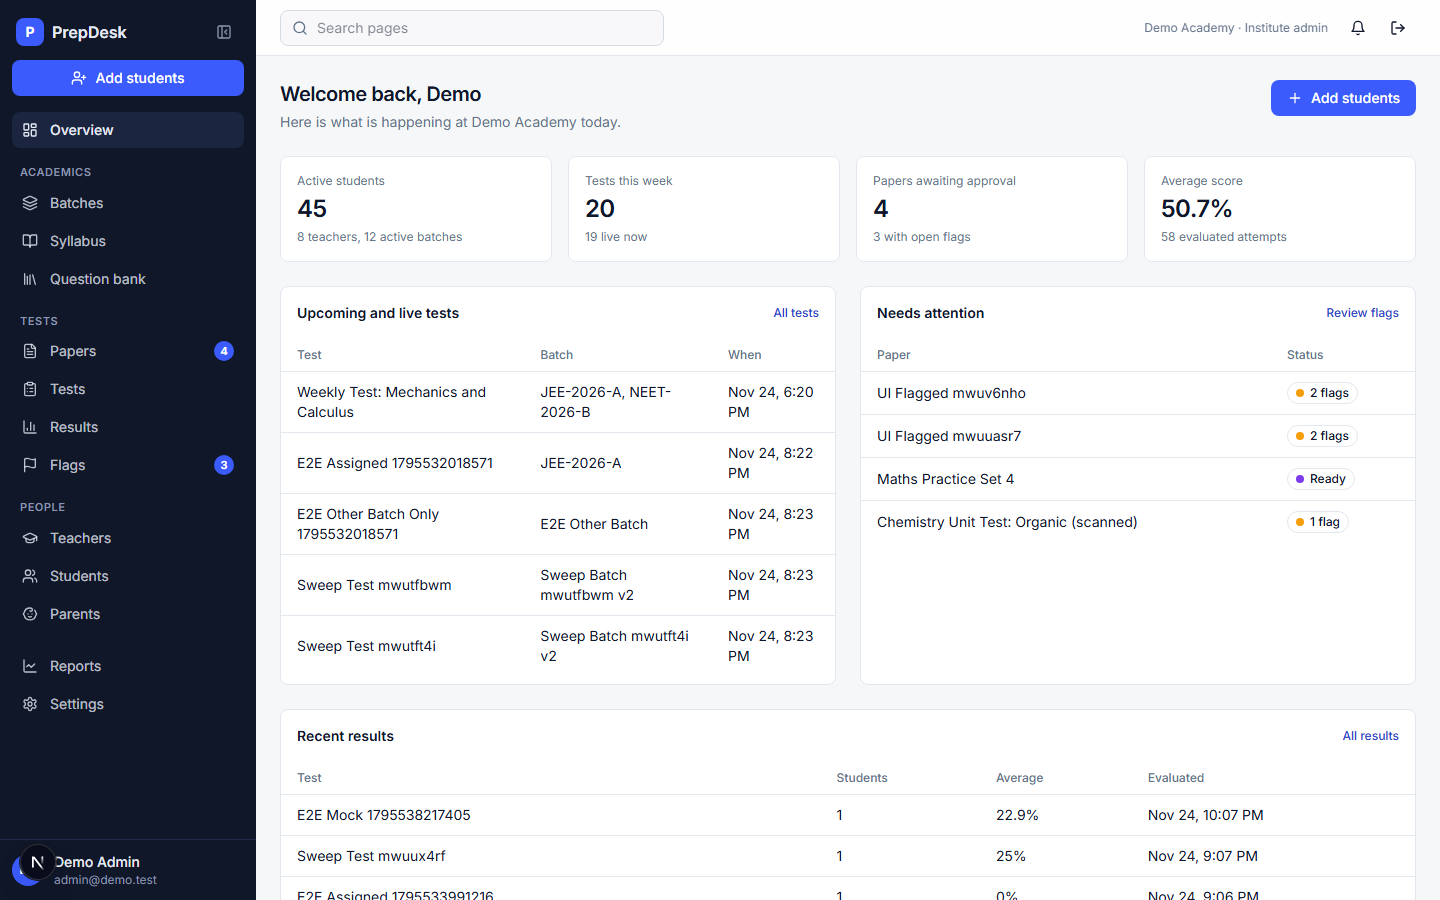 P PrepDesk
Add students
Overview
ACADEMICS
Batches
Syllabus
Question bank
TESTS
Papers 4
Tests
Results
Flags 3
PEOPLE
Teachers
Students
Parents
Reports
Settings
N
Demo Admin
admin@demo.test
Search pages
Demo Academy · Institute admin
Welcome back, Demo
Here is what is happening at Demo Academy today.
Add students
Active students
45
8 teachers, 12 active batches
Tests this week
20
19 live now
Papers awaiting approval
4
3 with open flags
Average score
50.7%
58 evaluated attempts
Upcoming and live tests All tests
Test Batch When
Weekly Test: Mechanics and
Calculus
JEE-2026-A, NEET-
2026-B
Nov 24, 6:20
PM
E2E Assigned 1795532018571
JEE-2026-A
Nov 24, 8:22
PM
E2E Other Batch Only
1795532018571
E2E Other Batch
Nov 24, 8:23
PM
Sweep Test mwutfbwm
Sweep Batch
mwutfbwm v2
Nov 24, 8:23
PM
Sweep Test mwutft4i
Sweep Batch mwutft4i
v2
Nov 24, 8:23
PM
Needs attention Review flags
Paper Status
UI Flagged mwuv6nho 2 flags
UI Flagged mwuuasr7 2 flags
Maths Practice Set 4 Ready
Chemistry Unit Test: Organic (scanned) 1 flag
Recent results All results
Test Students Average Evaluated
E2E Mock 1795538217405 1 22.9% Nov 24, 10:07 PM
Sweep Test mwuux4rf 1 25% Nov 24, 9:07 PM
E2E Assigned 1795533991216 1 0% Nov 24, 9:06 PM